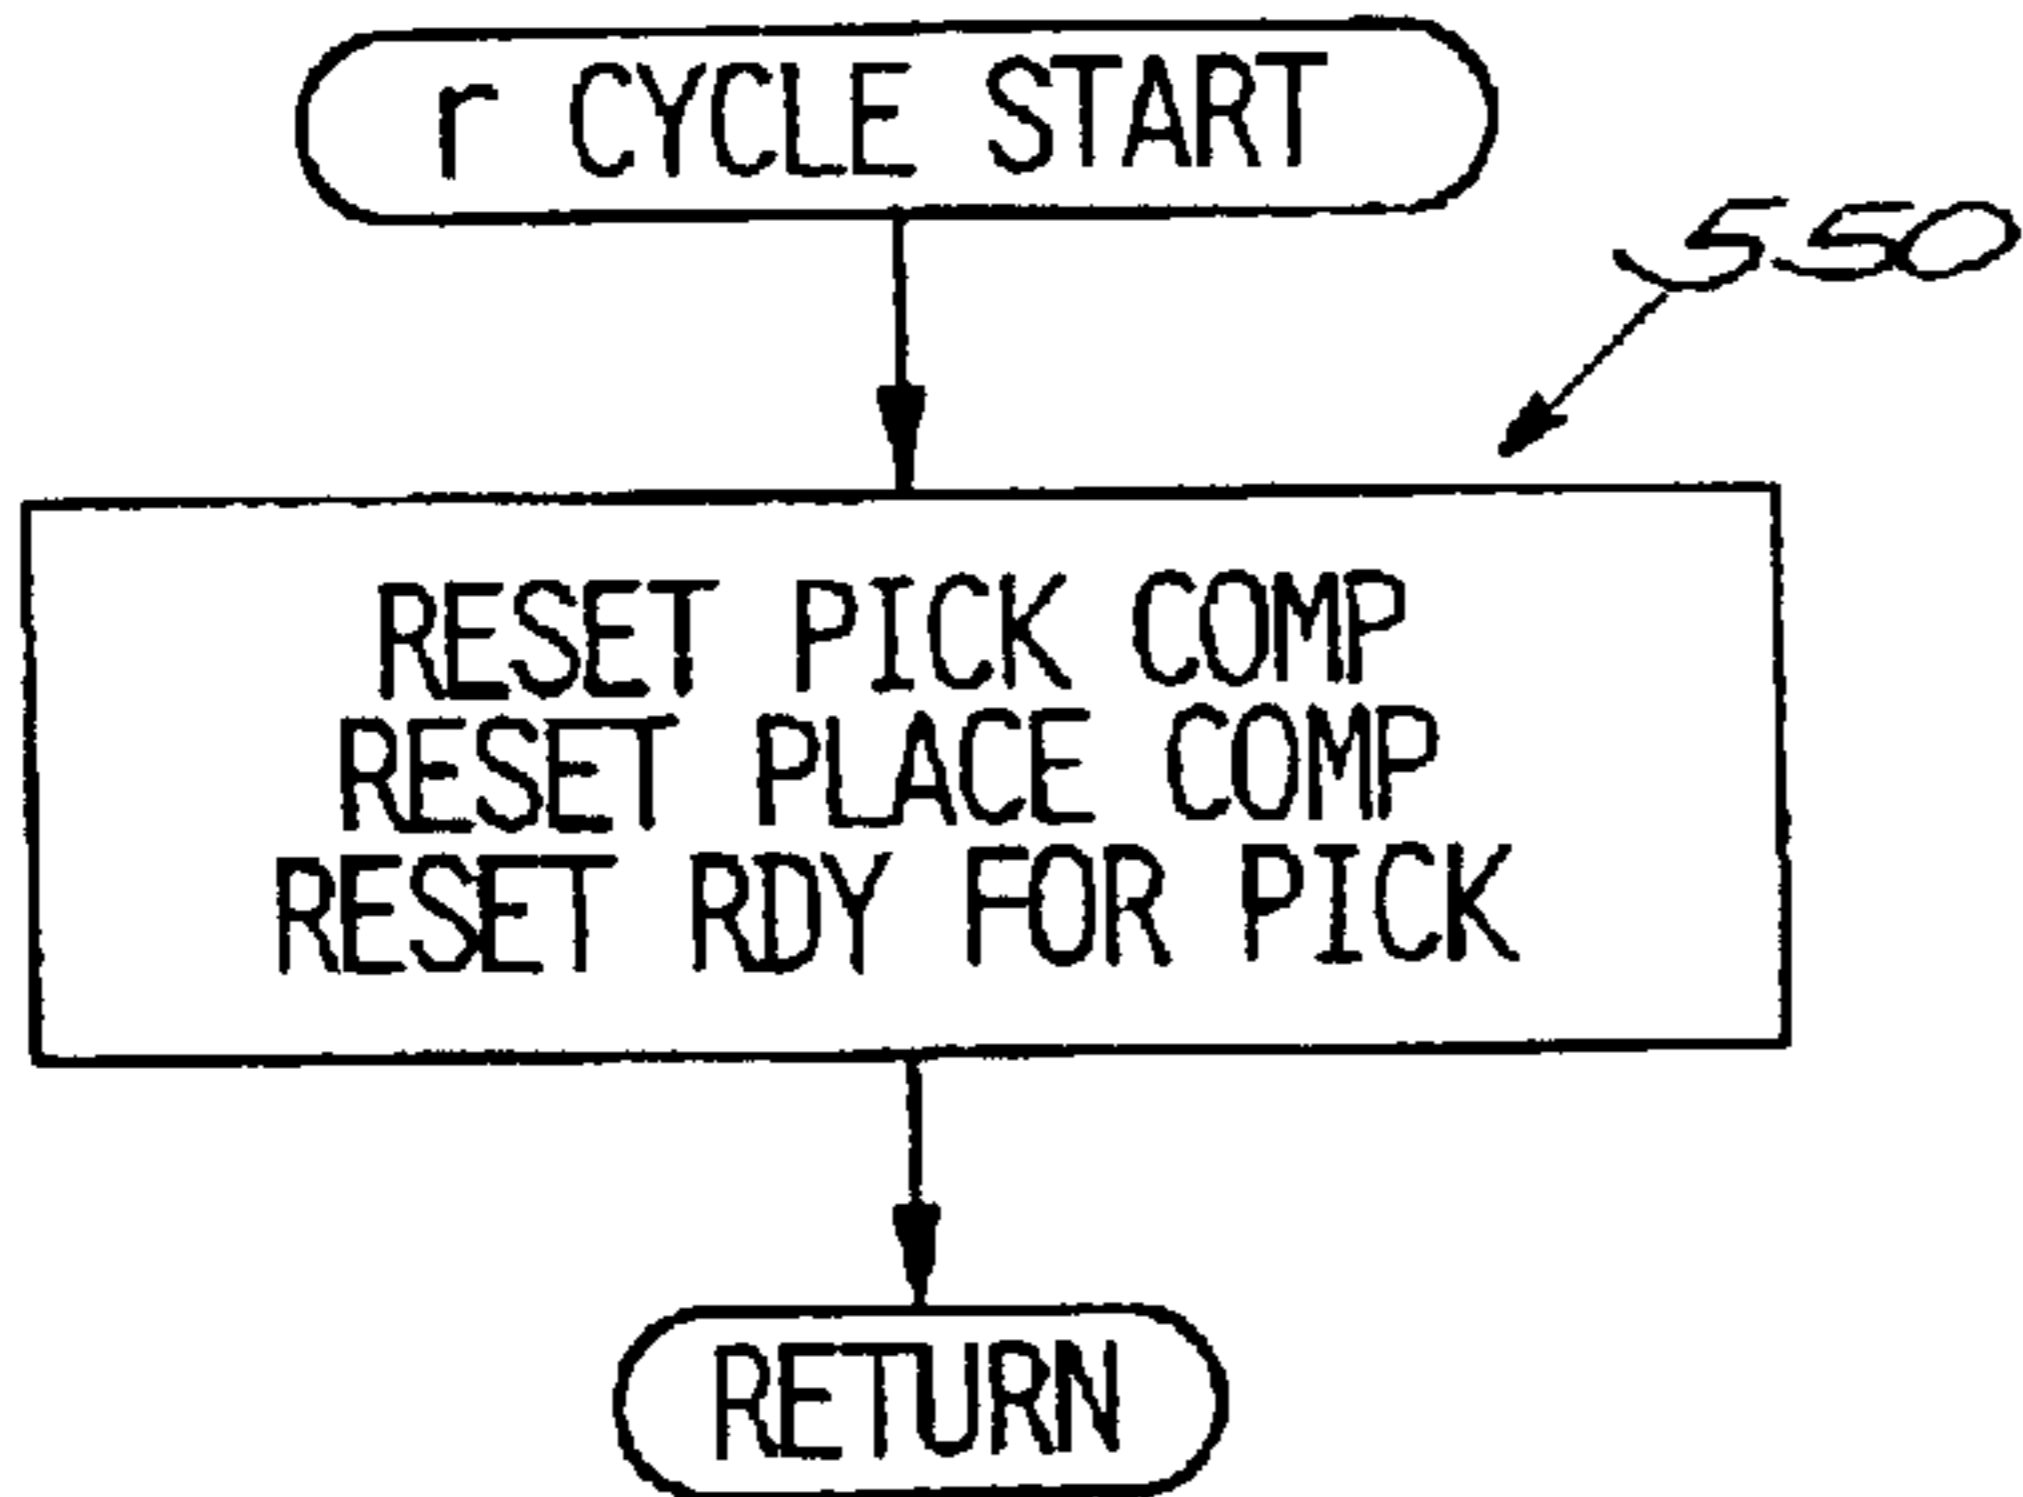 r CYCLE START
550
RESET PICK COMP
RESET PLACE COMP
RESET RDY FOR PICK
RETURN